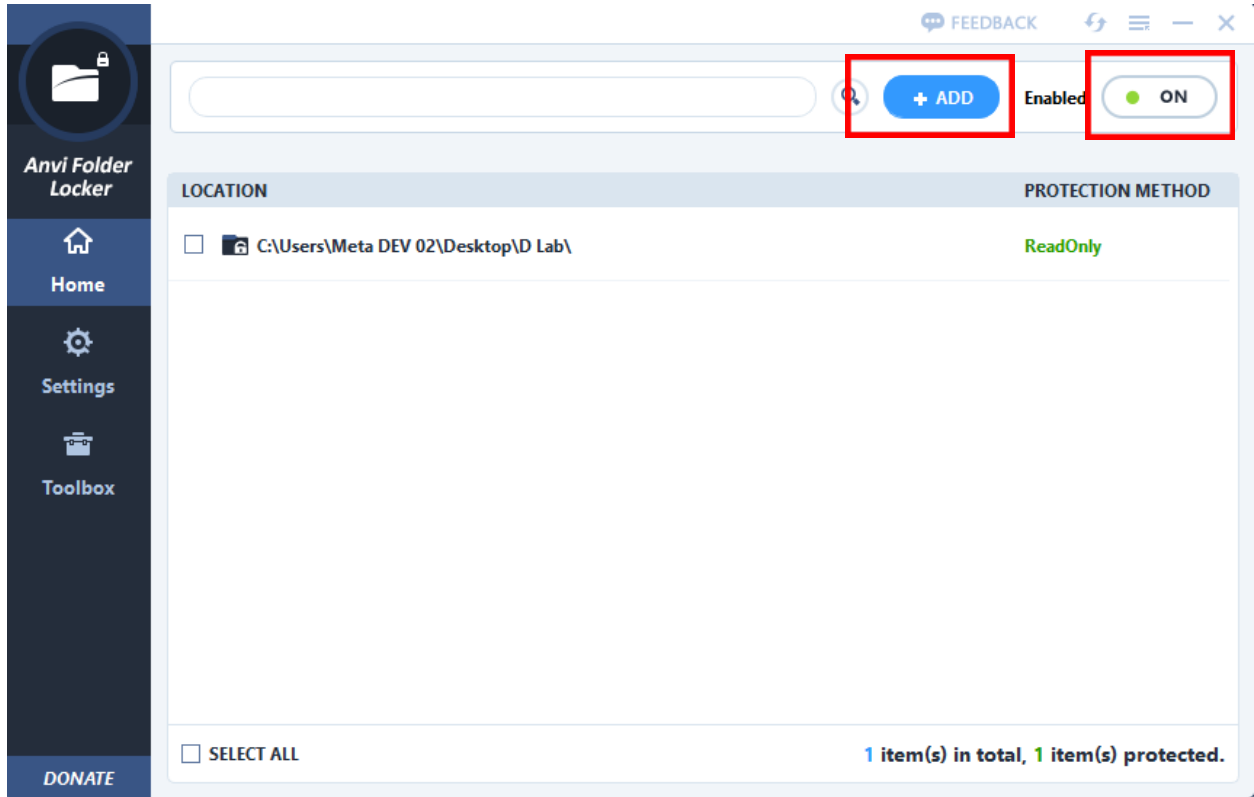 FEEDBACK
+ ADD
Enabled
ON
Anvi Folder
Locker
LOCATION
PROTECTION METHOD
C:\Users\Meta DEV 02\Desktop\D Lab\
ReadOnly
Home
Settings
Toolbox
SELECT ALL
1 item(s) in total, 1 item(s) protected.
DONATE